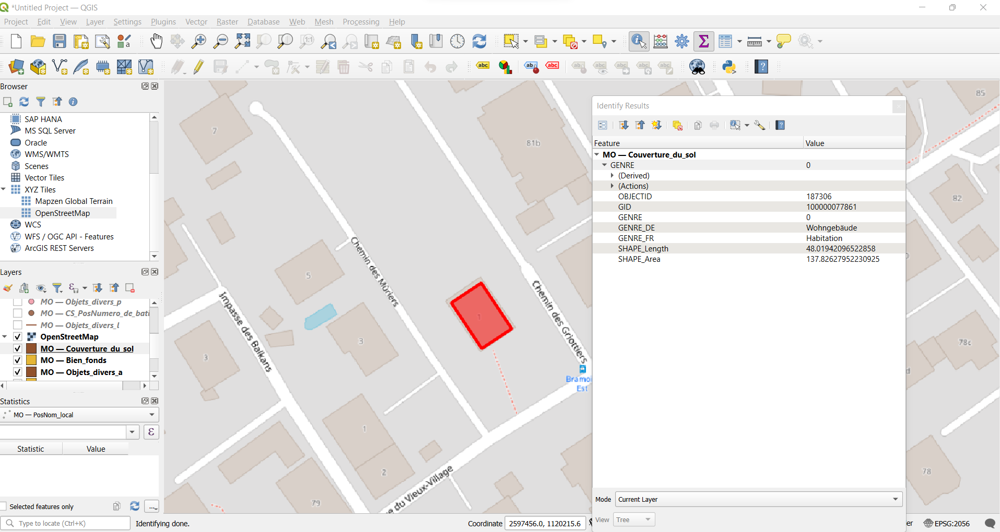 *Untitled Project — QGIS
Project Edit View Layer Settings Plugins Vector Raster Database Web Mesh Processing Help
Browser
SAP HANA
MS SQL Server
Oracle
WMS/WMTS
Scenes
Vector Tiles
XYZ Tiles
Mapzen Global Terrain
OpenStreetMap
WCS
WFS / OGC API - Features
ArcGIS REST Servers
Layers
MO — Objets_divers_p
MO — CS_PosNumero_de_bati
MO — Objets_divers_l
OpenStreetMap
MO — Couverture_du_sol
MO — Bien_fonds
MO — Objets_divers_a
Statistics
MO — PosNom_local
Statistic Value
Selected features only
Type to locate (Ctrl+K)
Identifying done.
Coordinate 2597456.0, 1120215.6
er
EPSG:2056
7
81b
85
82
5
3
3
1
1
2
79
78c
d
78
Chemin des Mûriers
Impasse des Balkans
Chemin des Griottiers
Bramoi
Est
e du Vieux-Village
Identify Results
Feature Value
MO — Couverture_du_sol
GENRE 0
(Derived)
(Actions)
OBJECTID 187306
GID 100000077861
GENRE 0
GENRE_DE Wohngebäude
GENRE_FR Habitation
SHAPE_Length 48.01942096522858
SHAPE_Area 137.82627952230925
Mode Current Layer
View Tree